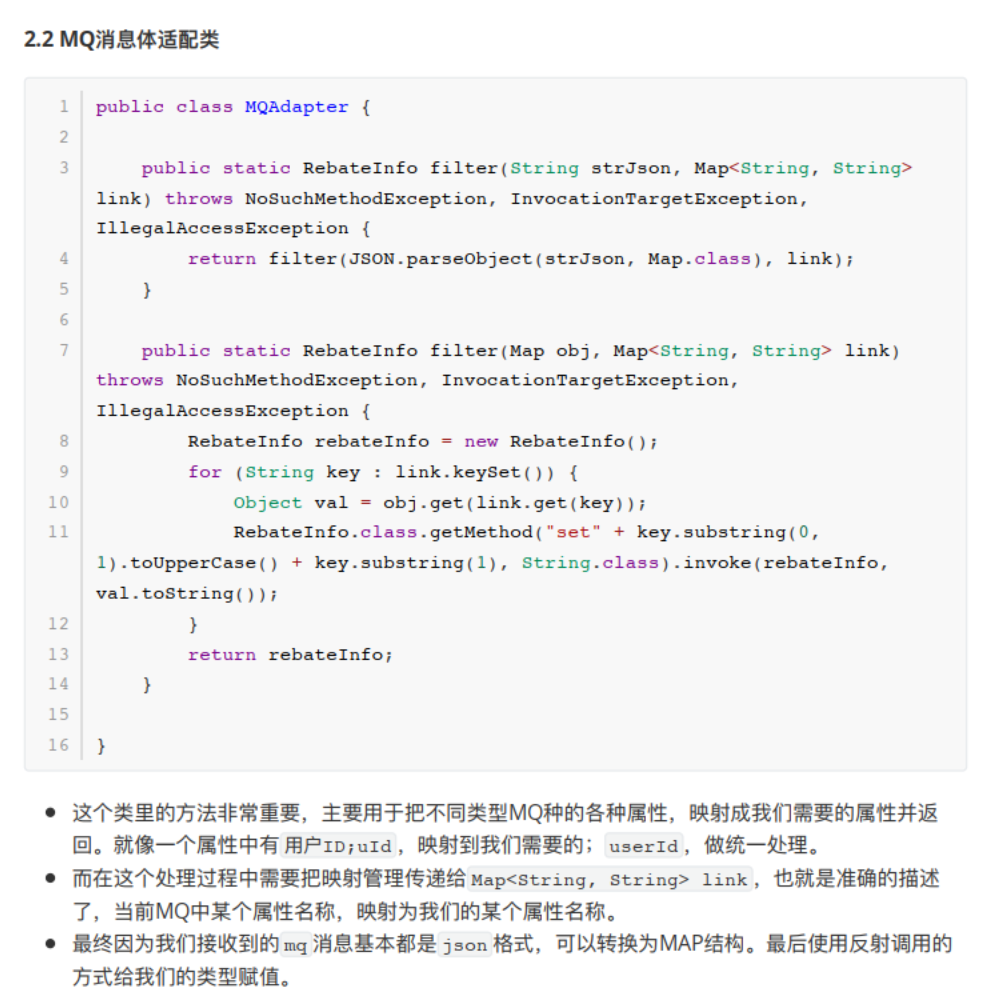 2.2 MQ消息体适配类
1 public class MQAdapter {
2
3     public static RebateInfo filter(String strJson, Map<String, String>
link) throws NoSuchMethodException, InvocationTargetException,
IllegalAccessException {
4         return filter(JSON.parseObject(strJson, Map.class), link);
5     }
6
7     public static RebateInfo filter(Map obj, Map<String, String> link)
throws NoSuchMethodException, InvocationTargetException,
IllegalAccessException {
8         RebateInfo rebateInfo = new RebateInfo();
9         for (String key : link.keySet()) {
10             Object val = obj.get(link.get(key));
11             RebateInfo.class.getMethod("set" + key.substring(0,
1).toUpperCase() + key.substring(1), String.class).invoke(rebateInfo,
val.toString());
12         }
13         return rebateInfo;
14     }
15
16 }
● 这个类里的方法非常重要，主要用于把不同类型MQ种的各种属性，映射成我们需要的属性并返
回。就像一个属性中有 用户ID;uId ，映射到我们需要的； userId ，做统一处理。
● 而在这个处理过程中需要把映射管理传递给 Map<String, String> link ，也就是准确的描述
了，当前MQ中某个属性名称，映射为我们的某个属性名称。
● 最终因为我们接收到的 mq 消息基本都是 json 格式，可以转换为MAP结构。最后使用反射调用的
方式给我们的类型赋值。